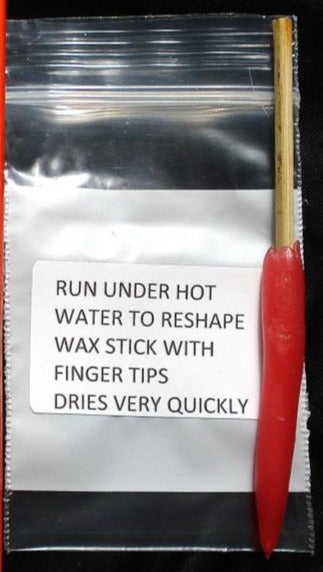 RUN UNDER HOT
WATER TO RESHAPE
WAX STICK WITH
FINGER TIPS
DRIES VERY QUICKLY